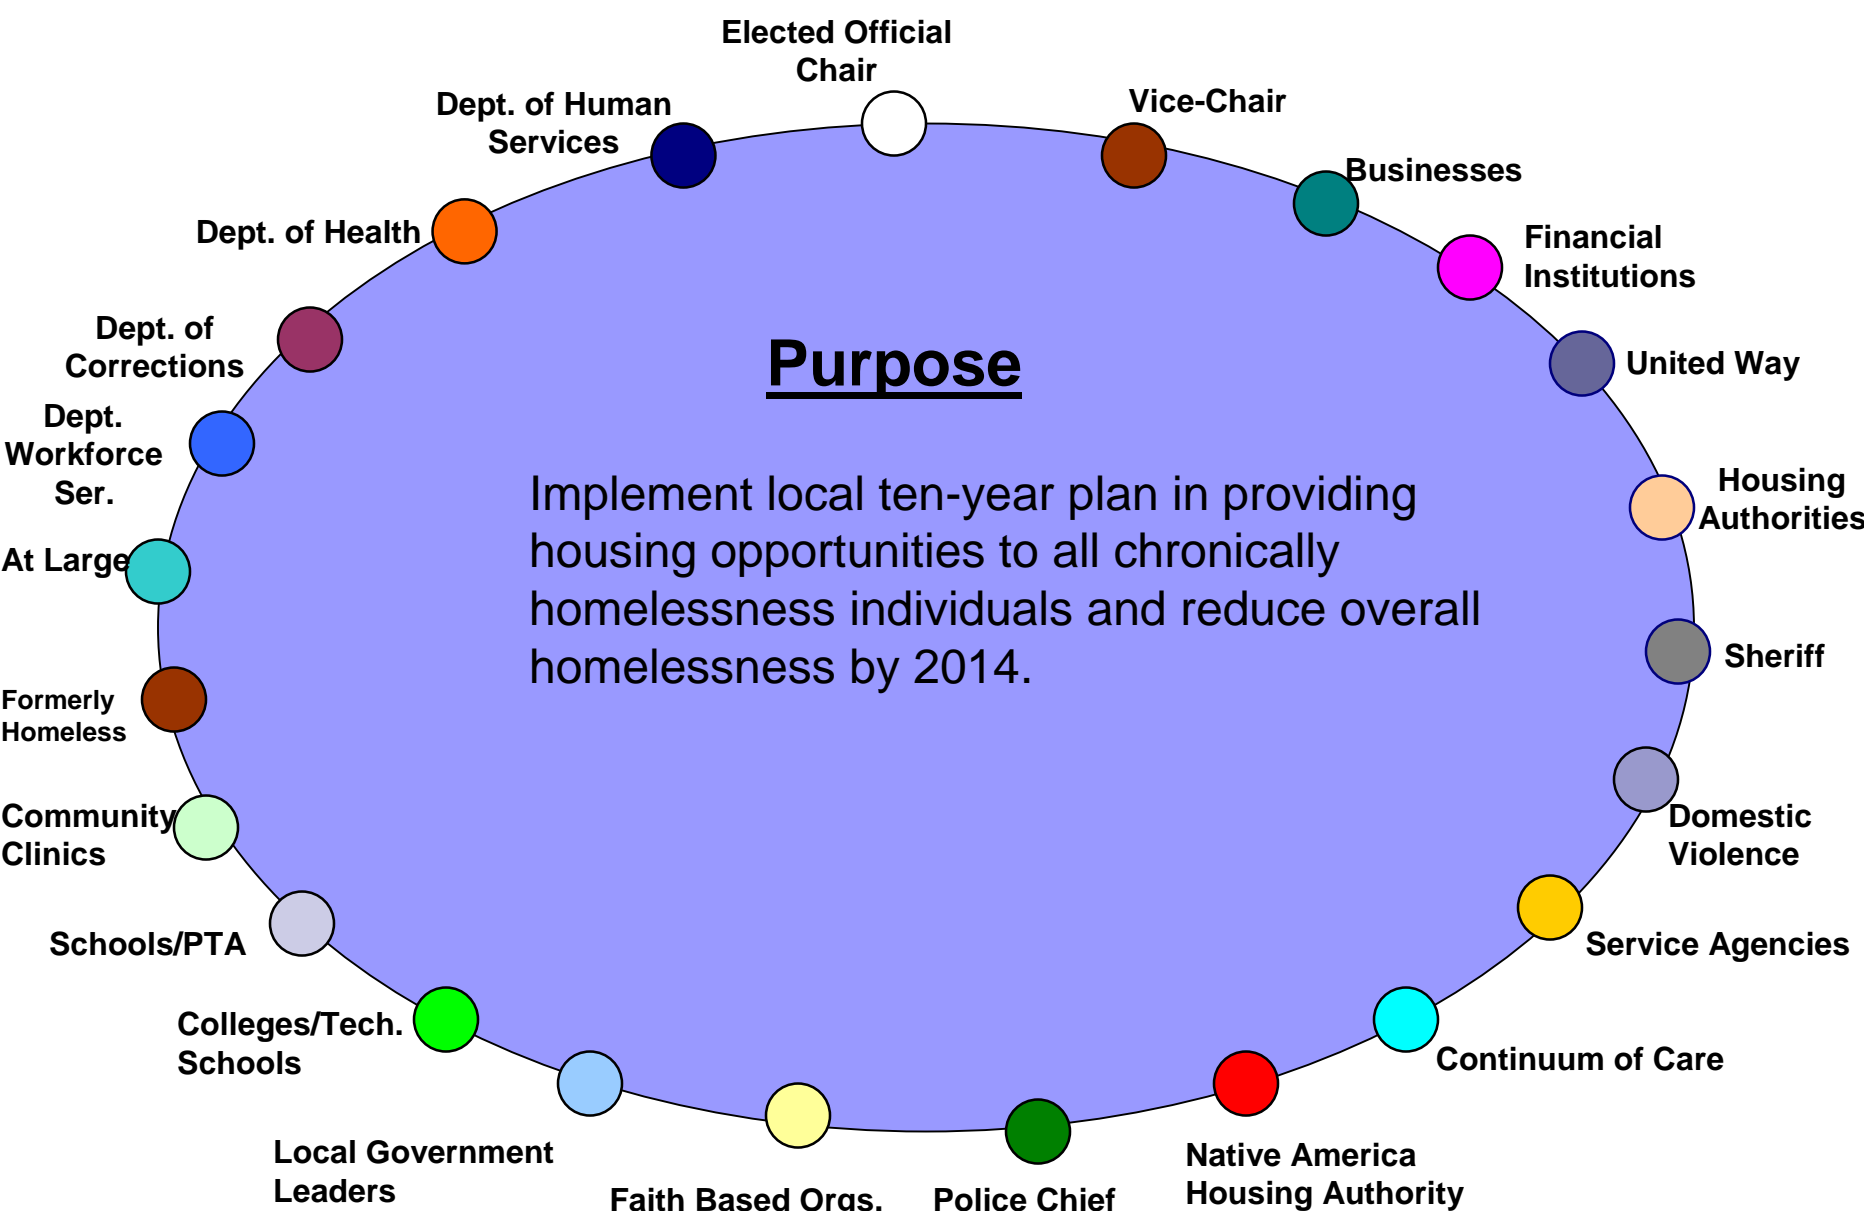 Elected Official
Chair
Vice-Chair
Dept. of Human
Services
Businesses
Dept. of Health
Financial
Institutions
Dept. of
Corrections
United Way
Dept.
Workforce
Ser.
Housing
Authorities
At Large
Purpose
Implement local ten-year plan in providing
housing opportunities to all chronically
homelessness individuals and reduce overall
homelessness by 2014.
Sheriff
Formerly
Homeless
Domestic
Violence
Community
Clinics
Service Agencies
Schools/PTA
Continuum of Care
Colleges/Tech.
Schools
Native America
Housing Authority
Local Government
Leaders
Faith Based Orgs.
Police Chief